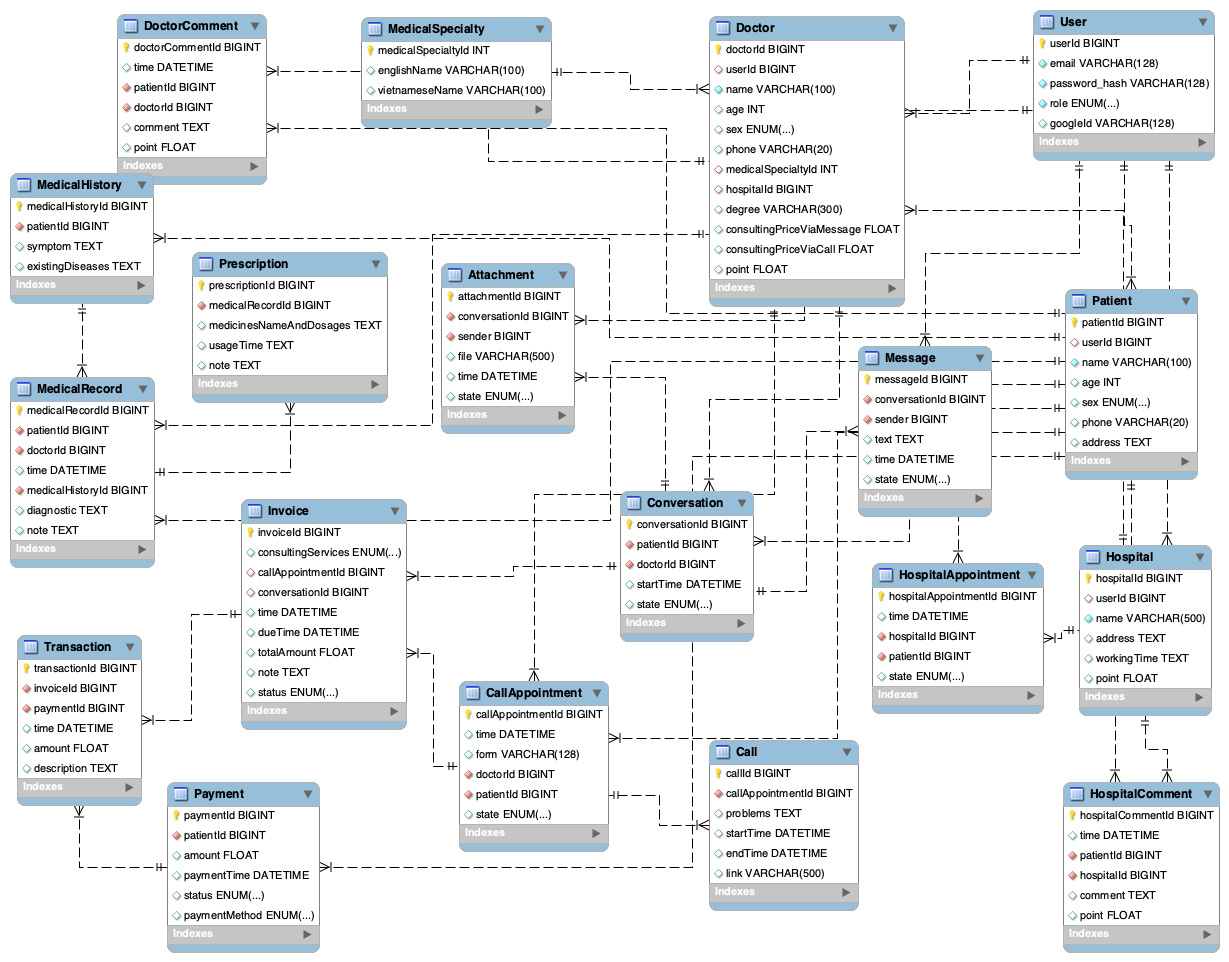 DoctorComment
doctorCommentId BIGINT
time DATETIME
patientId BIGINT
doctorId BIGINT
comment TEXT
point FLOAT
Indexes
MedicalSpecialty
medicalSpecialtyId INT
englishName VARCHAR(100)
vietnameseName VARCHAR(100)
Indexes
Doctor
doctorId BIGINT
userId BIGINT
name VARCHAR(100)
age INT
sex ENUM(...)
phone VARCHAR(20)
medicalSpecialtyId INT
hospitalId BIGINT
degree VARCHAR(300)
consultingPriceViaMessage FLOAT
consultingPriceViaCall FLOAT
point FLOAT
Indexes
User
userId BIGINT
email VARCHAR(128)
password_hash VARCHAR(128)
role ENUM(...)
googleId VARCHAR(128)
Indexes
MedicalHistory
medicalHistoryId BIGINT
patientId BIGINT
symptom TEXT
existingDiseases TEXT
Indexes
Prescription
prescriptionId BIGINT
medicalRecordId BIGINT
medicinesNameAndDosages TEXT
usageTime TEXT
note TEXT
Indexes
Attachment
attachmentId BIGINT
conversationId BIGINT
sender BIGINT
file VARCHAR(500)
time DATETIME
state ENUM(...)
Indexes
Patient
patientId BIGINT
userId BIGINT
name VARCHAR(100)
age INT
sex ENUM(...)
phone VARCHAR(20)
address TEXT
Indexes
Message
messageId BIGINT
conversationId BIGINT
sender BIGINT
text TEXT
time DATETIME
state ENUM(...)
Indexes
MedicalRecord
medicalRecordId BIGINT
patientId BIGINT
doctorId BIGINT
time DATETIME
medicalHistoryId BIGINT
diagnostic TEXT
note TEXT
Indexes
Invoice
invoiceId BIGINT
consultingServices ENUM(...)
callAppointmentId BIGINT
conversationId BIGINT
time DATETIME
dueTime DATETIME
totalAmount FLOAT
note TEXT
status ENUM(...)
Indexes
Conversation
conversationId BIGINT
patientId BIGINT
doctorId BIGINT
startTime DATETIME
state ENUM(...)
Indexes
HospitalAppointment
hospitalAppointmentId BIGINT
time DATETIME
hospitalId BIGINT
patientId BIGINT
state ENUM(...)
Indexes
Hospital
hospitalId BIGINT
userId BIGINT
name VARCHAR(500)
address TEXT
workingTime TEXT
point FLOAT
Indexes
Transaction
transactionId BIGINT
invoiceId BIGINT
paymentId BIGINT
time DATETIME
amount FLOAT
description TEXT
Indexes
CallAppointment
callAppointmentId BIGINT
time DATETIME
form VARCHAR(128)
doctorId BIGINT
patientId BIGINT
state ENUM(...)
Indexes
Call
callId BIGINT
callAppointmentId BIGINT
problems TEXT
startTime DATETIME
endTime DATETIME
link VARCHAR(500)
Indexes
Payment
paymentId BIGINT
patientId BIGINT
amount FLOAT
paymentTime DATETIME
status ENUM(...)
paymentMethod ENUM(...)
Indexes
HospitalComment
hospitalCommentId BIGINT
time DATETIME
patientId BIGINT
hospitalId BIGINT
comment TEXT
point FLOAT
Indexes